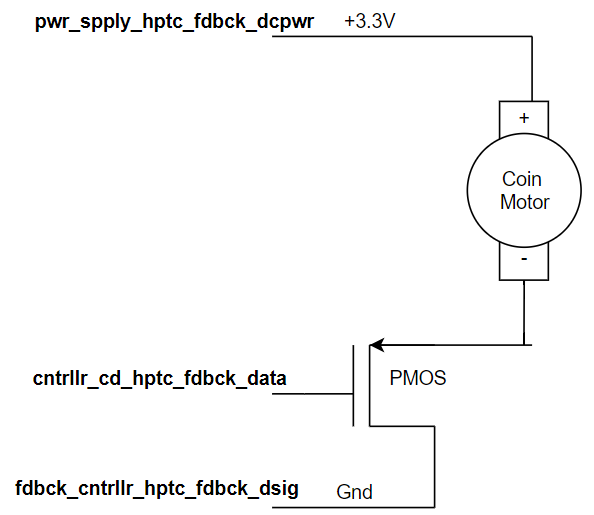 pwr_spply_hptc_fdbck_dcpwr +3.3V
+
Coin
Motor
-
cntrllr_cd_hptc_fdbck_data PMOS
fdbck_cntrllr_hptc_fdbck_dsig Gnd